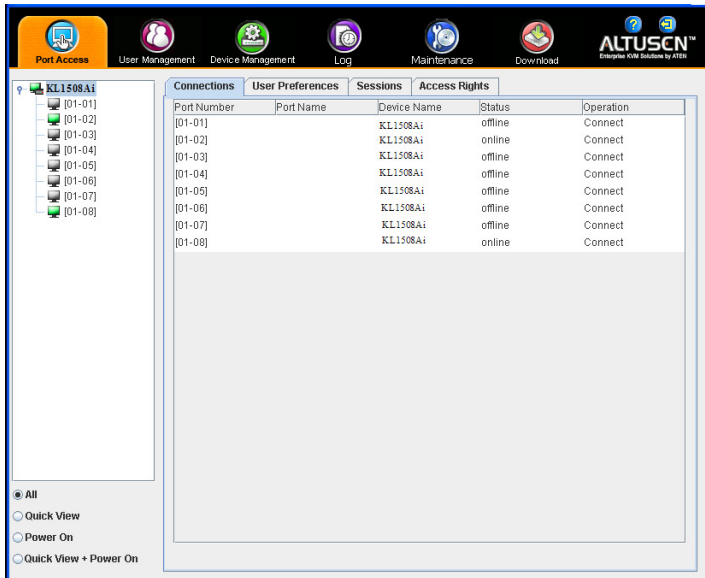 Port Access User Management Device Management Log Maintenance Download
? ALTUSEN™
Enterprise KVM Solutions by ATEN
KL1508Ai
[01-01]
[01-02]
[01-03]
[01-04]
[01-05]
[01-06]
[01-07]
[01-08]
All
Quick View
Power On
Quick View + Power On
Connections User Preferences Sessions Access Rights
Port Number Port Name Device Name Status Operation
[01-01] KL1508Ai offline Connect
[01-02] KL1508Ai online Connect
[01-03] KL1508Ai offline Connect
[01-04] KL1508Ai offline Connect
[01-05] KL1508Ai offline Connect
[01-06] KL1508Ai offline Connect
[01-07] KL1508Ai offline Connect
[01-08] KL1508Ai online Connect